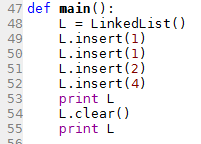 47 def main():
48     L = LinkedList()
49     L.insert(1)
50     L.insert(1)
51     L.insert(2)
52     L.insert(4)
53     print L
54     L.clear()
55     print L
56